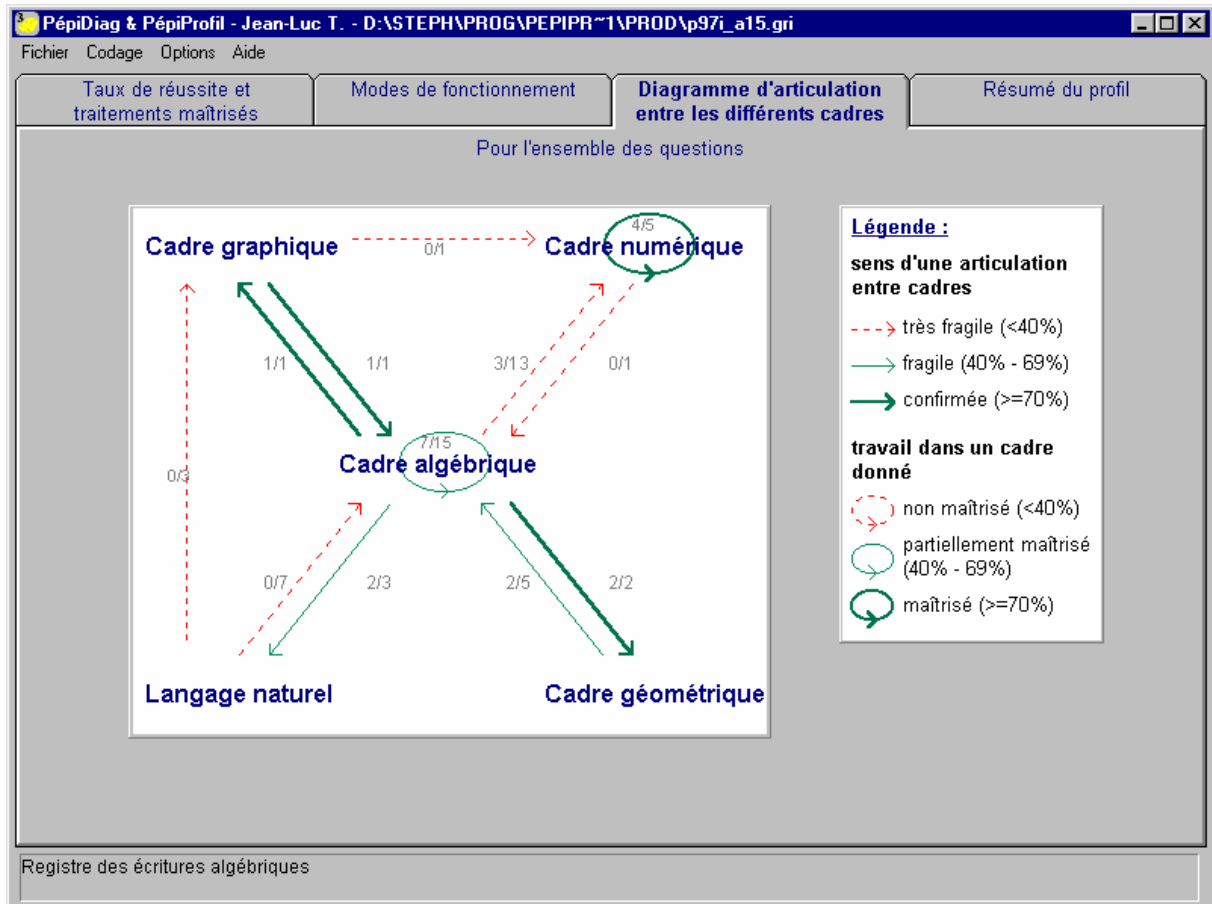 PépiDiag & PépiProfil - Jean-Luc T. - D:\STEPH\PROG\PEPIPR~1\PROD\p97i_a15.gri
Fichier Codage Options Aide
Taux de réussite et
traitements maîtrisés
Modes de fonctionnement
Diagramme d'articulation
entre les différents cadres
Résumé du profil
Pour l'ensemble des questions
4/5
Cadre graphique
0/1
Cadre numérique
1/1
1/1
3/13
0/1
7/15
Cadre algébrique
0/3
0/7
2/3
2/5
2/2
Langage naturel
Cadre géométrique
Légende :
sens d'une articulation
entre cadres
très fragile (<40%)
fragile (40% - 69%)
confirmée (>=70%)
travail dans un cadre
donné
non maîtrisé (<40%)
partiellement maîtrisé
(40% - 69%)
maîtrisé (>=70%)
Registre des écritures algébriques